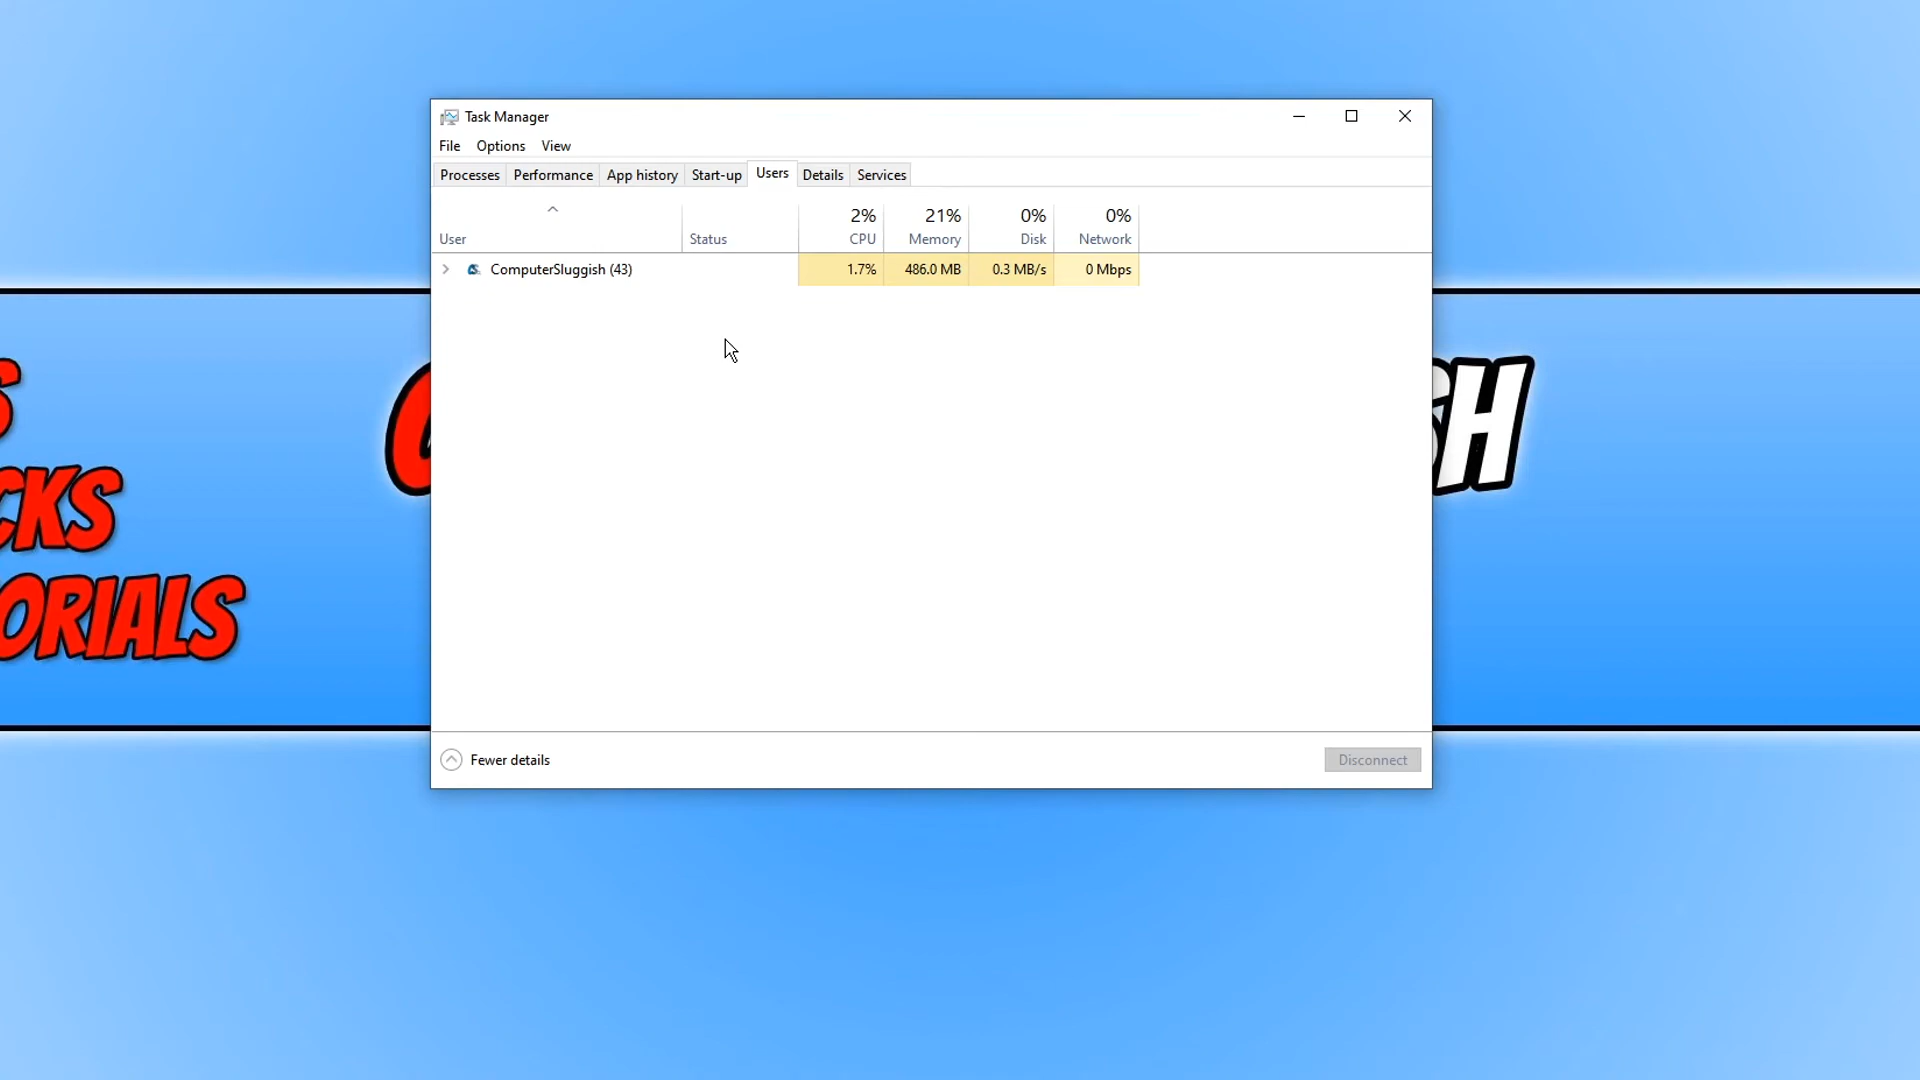 Task Manager
File Options View
Processes Performance App history Start-up Users Details Services
2% 21% 0% 0%
User Status CPU Memory Disk Network
ComputerSluggish (43) 1.7% 486.0 MB 0.3 MB/s 0 Mbps
S
CKS
ORIALS
C
SH
Fewer details Disconnect